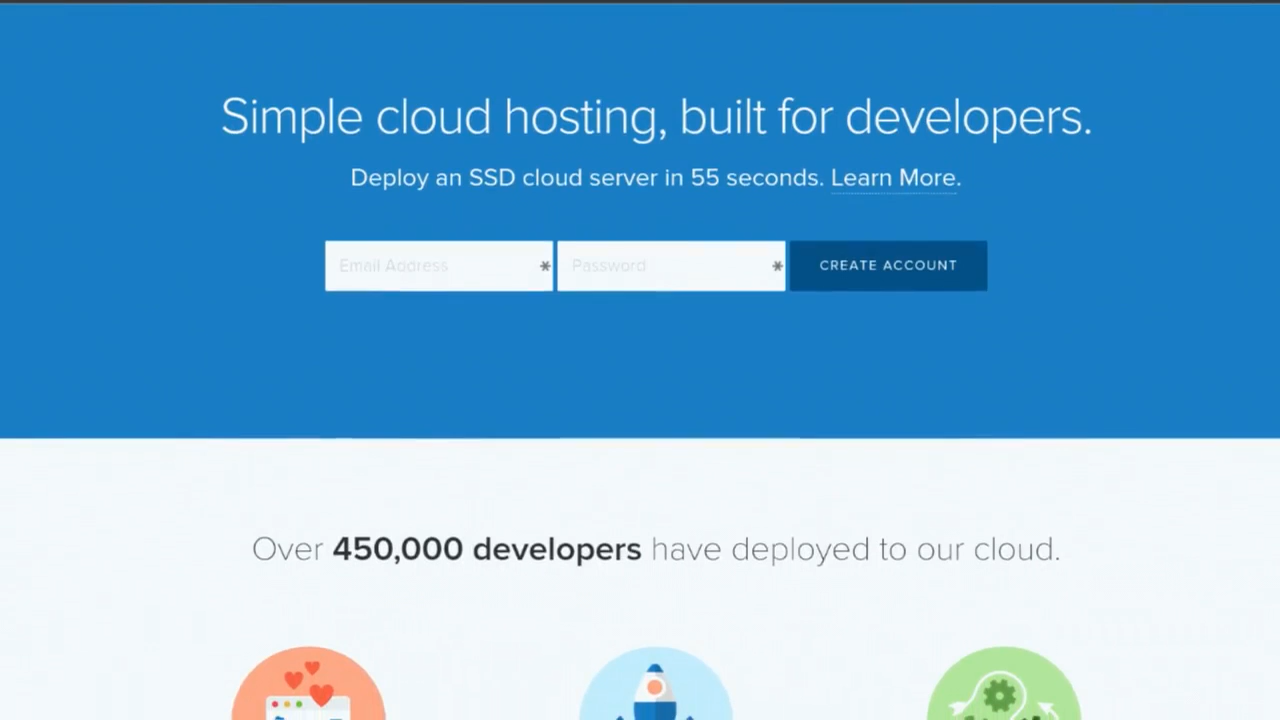 Simple cloud hosting, built for developers.
Deploy an SSD cloud server in 55 seconds. Learn More.
Email Address
Password
CREATE ACCOUNT
Over 450,000 developers have deployed to our cloud.